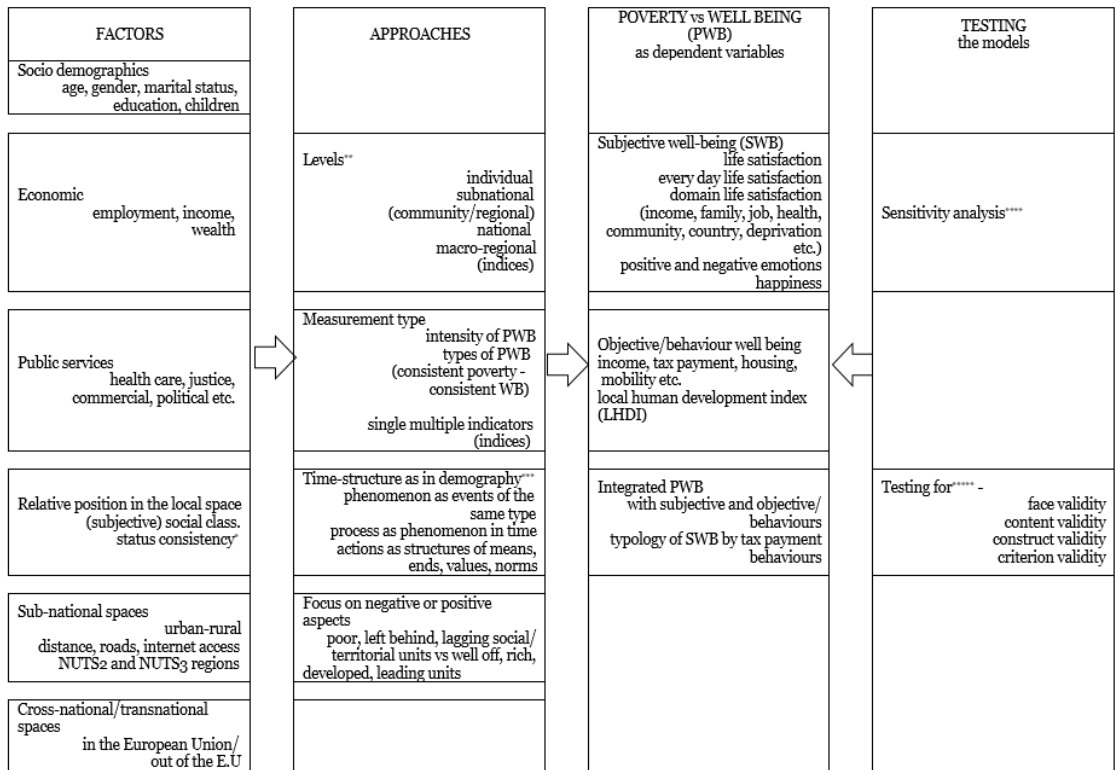 FACTORS
Socio demographics
age, gender, marital status,
education, children
Economic
employment, income,
wealth
Public services
health care, justice,
commercial, political etc.
Relative position in the local space
(subjective) social class.
status consistency*
Sub-national spaces
urban-rural
distance, roads, internet access
NUTS2 and NUTS3 regions
Cross-national/transnational
spaces
in the European Union/
out of the E.U
APPROACHES
Levels**
individual
subnational
(community/regional)
national
macro-regional
(indices)
Measurement type
intensity of PWB
types of PWB
(consistent poverty -
consistent WB)
single multiple indicators
(indices)
Time-structure as in demography***
phenomenon as events of the
same type
process as phenomenon in time
actions as structures of means,
ends, values, norms
Focus on negative or positive
aspects
poor, left behind, lagging social/
territorial units vs well off, rich,
developed, leading units
POVERTY vs WELL BEING
(PWB)
as dependent variables
Subjective well-being (SWB)
life satisfaction
every day life satisfaction
domain life satisfaction
(income, family, job, health,
community, country, deprivation
etc.)
positive and negative emotions
happiness
Objective/behaviour well being
income, tax payment, housing,
mobility etc.
local human development index
(LHDI)
Integrated PWB
with subjective and objective/
behaviours
typology of SWB by tax payment
behaviours
TESTING
the models
Sensitivity analysis****
Testing for***** -
face validity
content validity
construct validity
criterion validity